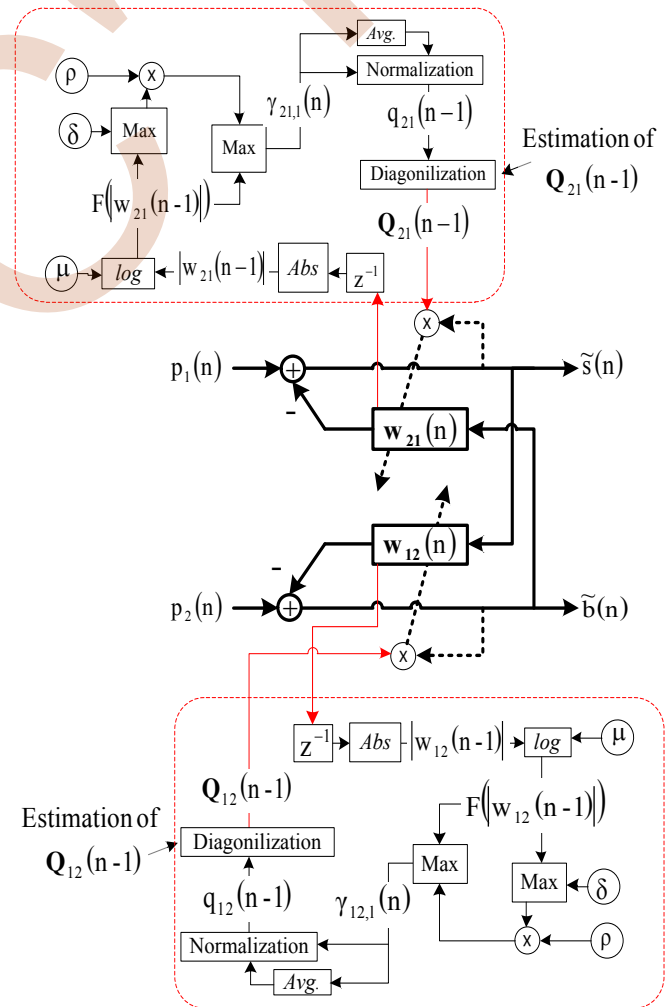 Avg.
ρ
x
Normalization
γ21,l(n)
δ
Max
Max
q21(n−1)
Estimation of
Q21(n-1)
Diagonilization
F(|w21(n-1)|)
Q21(n−1)
μ
log
|w21(n−1)|
Abs
z−1
x
p1(n)
+
s̃(n)
-
w21(n)
w12(n)
-
p2(n)
+
b̃(n)
x
z−1
Abs
|w12(n-1)|
log
μ
Q12(n-1)
F(|w12(n-1)|)
Estimation of
Q12(n-1)
Diagonilization
Max
Max
δ
q12(n-1)
γ12,l(n)
Normalization
x
ρ
Avg.